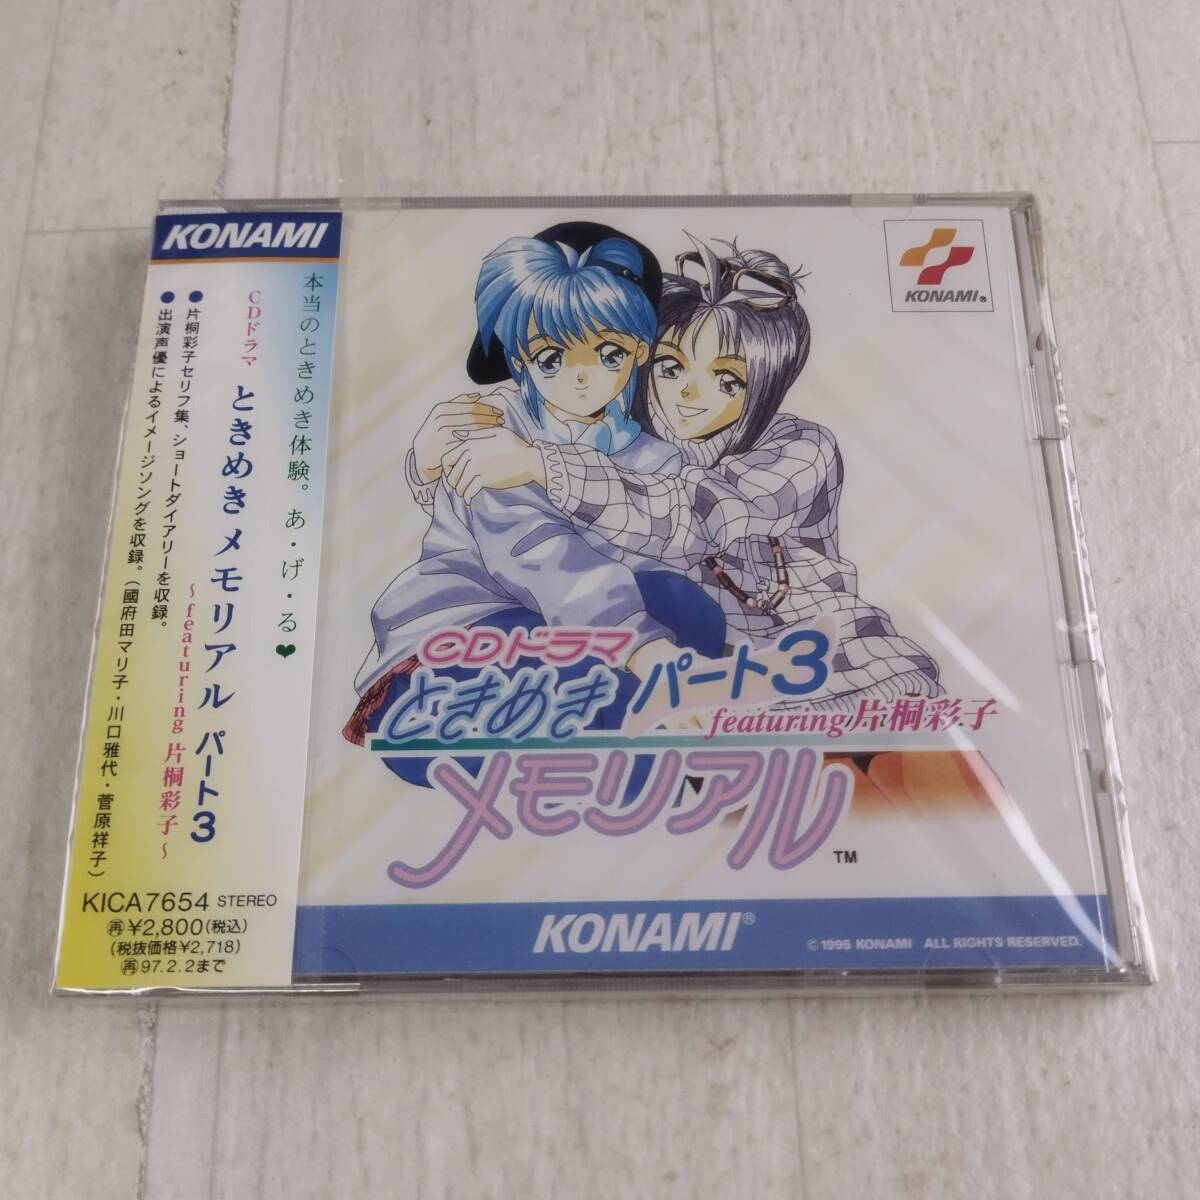 KONAMI
本当のときめき体験。あ・げ・る♥
CDドラマ
ときめきメモリアル パート3
～featuring 片桐彩子～
●片桐彩子セリフ集、ショートダイアリーを収録。
●出演声優によるイメージソングを収録。(國府田マリ子・川口雅代・菅原祥子)
KICA7654 STEREO
再¥2,800(税込)
(税抜価格¥2,718)
再97.2.2まで
KONAMI®
CDドラマ
ときめき パート3
featuring 片桐彩子
メモリアル
TM
KONAMI®
©1995 KONAMI ALL RIGHTS RESERVED.